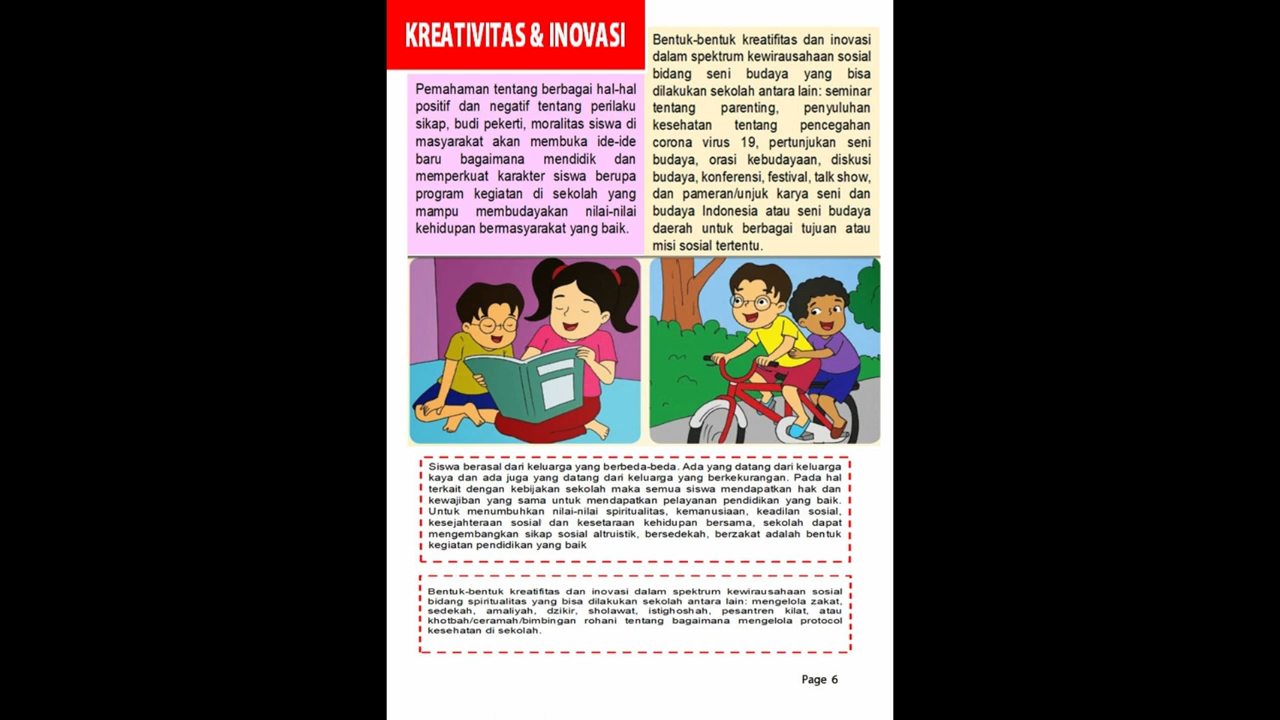 KREATIVITAS & INOVASI
Pemahaman tentang berbagai hal-hal
positif dan negatif tentang perilaku
sikap, budi pekerti, moralitas siswa di
masyarakat akan membuka ide-ide
baru bagaimana mendidik dan
memperkuat karakter siswa berupa
program kegiatan di sekolah yang
mampu membudayakan nilai-nilai
kehidupan bermasyarakat yang baik.
Bentuk-bentuk kreatifitas dan inovasi
dalam spektrum kewirausahaan sosial
bidang seni budaya yang bisa
dilakukan sekolah antara lain: seminar
tentang parenting, penyuluhan
kesehatan tentang pencegahan
corona virus 19, pertunjukan seni
budaya, orasi kebudayaan, diskusi
budaya, konferensi, festival, talk show,
dan pameran/unjuk karya seni dan
budaya Indonesia atau seni budaya
daerah untuk berbagai tujuan atau
misi sosial tertentu.
Siswa berasal dari keluarga yang berbeda-beda. Ada yang datang dari keluarga
kaya dan ada juga yang datang dari keluarga yang berkekurangan. Pada hal
terkait dengan kebijakan sekolah maka semua siswa mendapatkan hak dan
kewajiban yang sama untuk mendapatkan pelayanan pendidikan yang baik.
Untuk menumbuhkan nilai-nilai spiritualitas, kemanusiaan, keadilan sosial,
kesejahteraan sosial dan kesetaraan kehidupan bersama, sekolah dapat
mengembangkan sikap sosial altruistik, bersedekah, berzakat adalah bentuk
kegiatan pendidikan yang baik
Bentuk-bentuk kreatifitas dan inovasi dalam spektrum kewirausahaan sosial
bidang spiritualitas yang bisa dilakukan sekolah antara lain: mengelola zakat,
sedekah, amaliyah, dzikir, sholawat, istighoshah, pesantren kilat, atau
khotbah/ceramah/bimbingan rohani tentang bagaimana mengelola protocol
kesehatan di sekolah.
Page 6